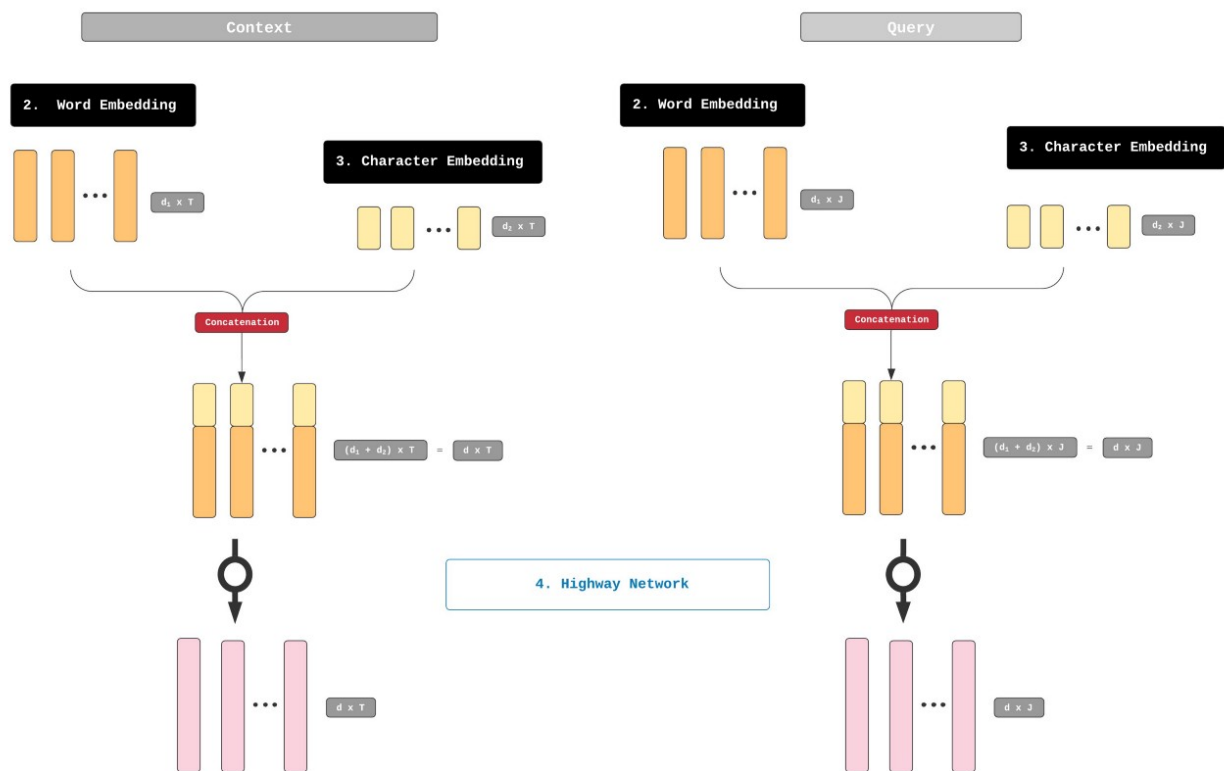 Context
Query
2. Word Embedding
3. Character Embedding
d₁ x T
d₂ x T
Concatenation
(d₁ + d₂) x T = d x T
2. Word Embedding
3. Character Embedding
d₁ x J
d₂ x J
Concatenation
(d₁ + d₂) x J = d x J
4. Highway Network
d x T
d x J